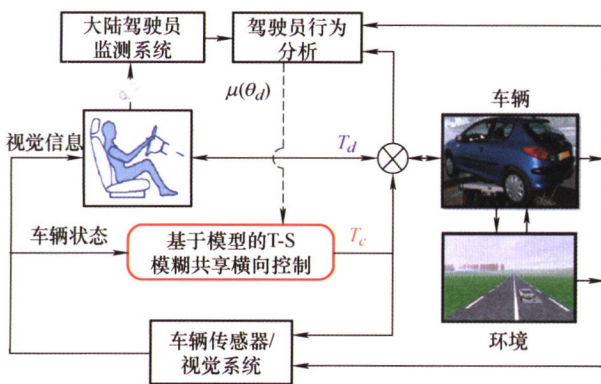 大陆驾驶员
监测系统
驾驶员行为
分析
μ(θd)
车辆
视觉信息
Td
车辆状态
基于模型的T-S
模糊共享横向控制
Tc
车辆传感器/
视觉系统
环境